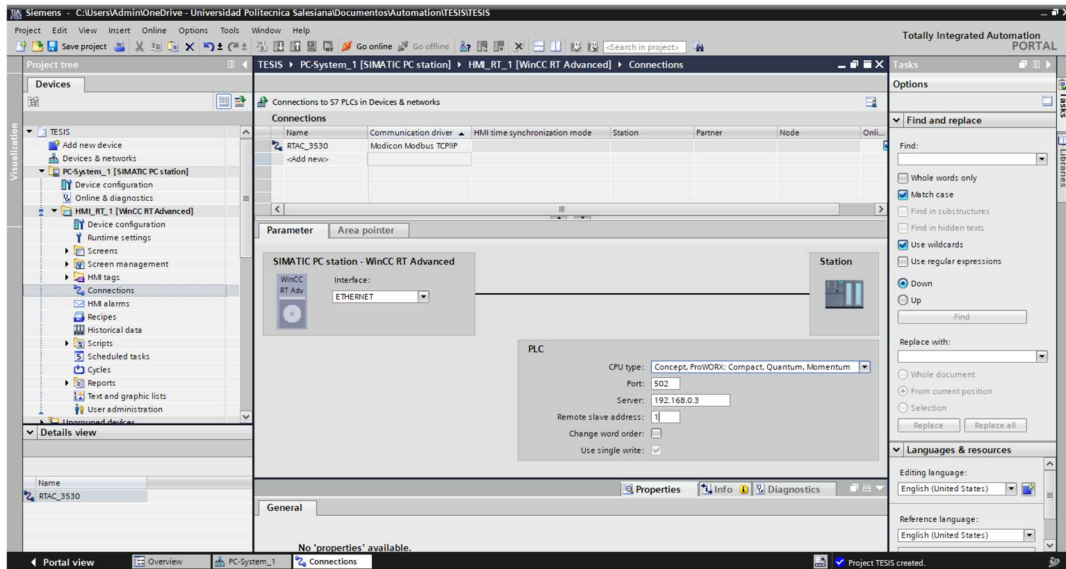 Siemens - C:\Users\Admin\OneDrive - Universidad Politecnica Salesiana\Documentos\Automation\TESIS\TESIS
Project Edit View Insert Online Options Tools Window Help
Save project
Go online
Go offline
<Search in project>
Totally Integrated Automation
PORTAL
Project tree
TESIS ▸ PC-System_1 [SIMATIC PC station] ▸ HMI_RT_1 [WinCC RT Advanced] ▸ Connections
Tasks
Devices
Options
Visualization
TESIS
Add new device
Devices & networks
PC-System_1 [SIMATIC PC station]
Device configuration
Online & diagnostics
HMI_RT_1 [WinCC RT Advanced]
Device configuration
Runtime settings
Screens
Screen management
HMI tags
Connections
HMI alarms
Recipes
Historical data
Scripts
Scheduled tasks
Cycles
Reports
Text and graphic lists
User administration
Ungrouped devices
Details view
Name
RTAC_3530
Connections to S7 PLCs in Devices & networks
Connections
Name Communication driver HMI time synchronization mode Station Partner Node Onli...
RTAC_3530 Modicon Modbus TCP/IP
<Add new>
Parameter
Area pointer
SIMATIC PC station - WinCC RT Advanced
Station
WinCC
RT Adv
Interface:
ETHERNET
PLC
CPU type: Concept, ProWORX: Compact, Quantum, Momentum
Port: 502
Server: 192.168.0.3
Remote slave address: 1
Change word order:
Use single write:
Properties
Info
Diagnostics
General
No 'properties' available.
Find and replace
Find:
Whole words only
Match case
Find in substructures
Find in hidden texts
Use wildcards
Use regular expressions
Down
Up
Find
Replace with:
Whole document
From current position
Selection
Replace
Replace all
Languages & resources
Editing language:
English (United States)
Reference language:
English (United States)
Tasks
Libraries
Portal view
Overview
PC-System_1
Connections
Project TESIS created.